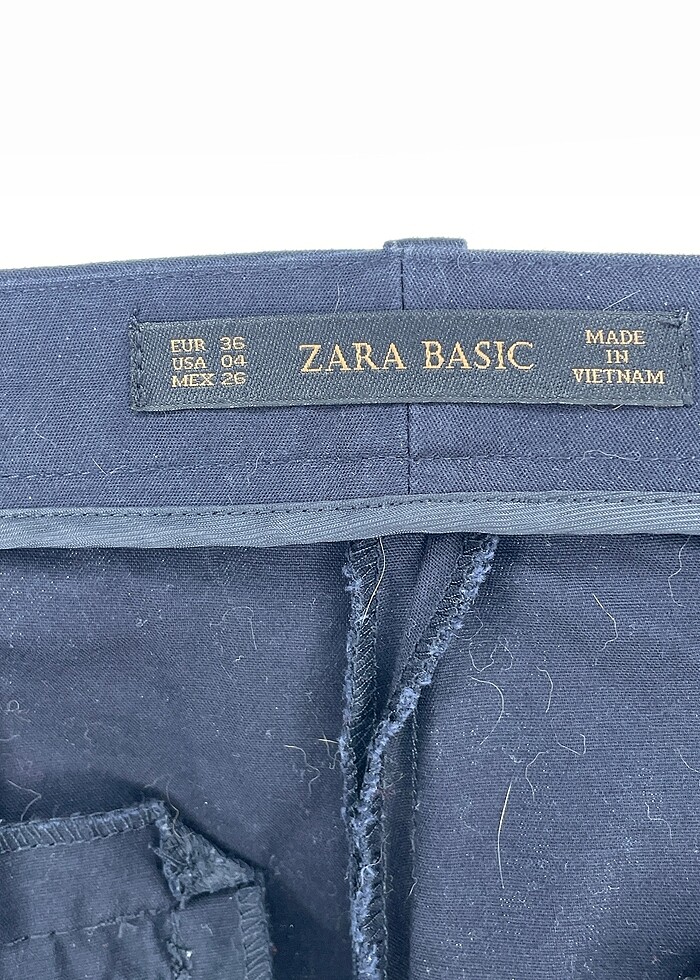 EUR 36
USA 04
MEX 26
ZARA BASIC
MADE
IN
VIETNAM